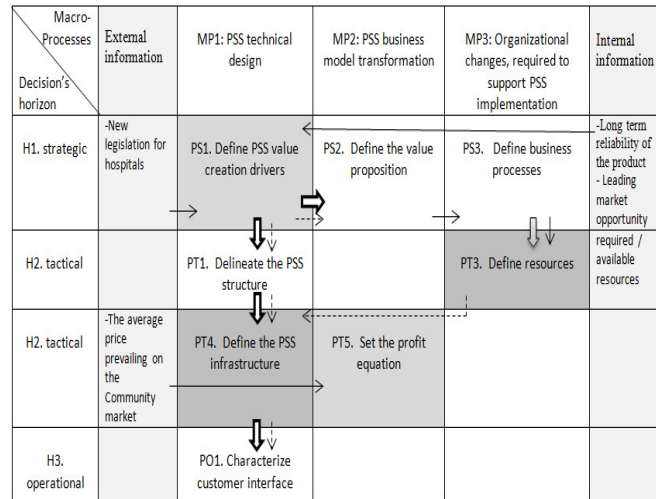 Macro-
Processes
Decision's
horizon
External
information
MP1: PSS technical
design
MP2: PSS business
model transformation
MP3: Organizational
changes, required to
support PSS
implementation
Internal
information
H1. strategic
-New
legislation for
hospitals
PS1. Define PSS value
creation drivers
PS2. Define the value
proposition
PS3. Define business
processes
-Long term
reliability of
the product
- Leading
market
opportunity
H2. tactical
PT1. Delineate the PSS
structure
PT3. Define resources
required /
available
resources
H2. tactical
-The average
price
prevailing on
the
Community
market
PT4. Define the PSS
infrastructure
PT5. Set the profit
equation
H3.
operational
PO1. Characterize
customer interface